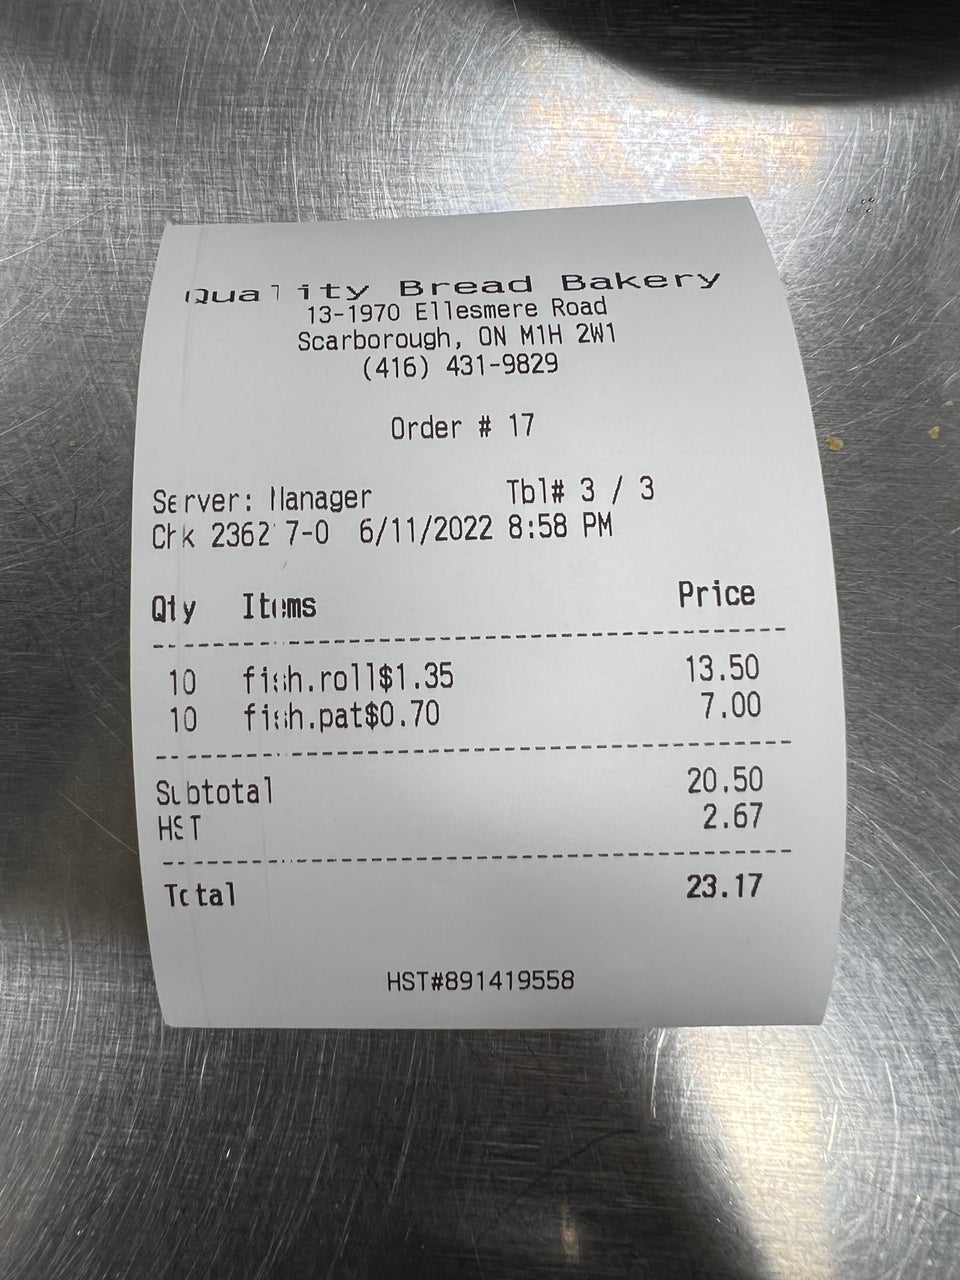 Quality Bread Bakery
13-1970 Ellesmere Road
Scarborough, ON M1H 2W1
(416) 431-9829
Order # 17
Server: Manager Tbl# 3 / 3
Chk 23627-0 6/11/2022 8:58 PM
Qty Items Price
10 fish.roll$1.35 13.50
10 fish.pat$0.70 7.00
Subtotal 20.50
HST 2.67
Total 23.17
HST#891419558